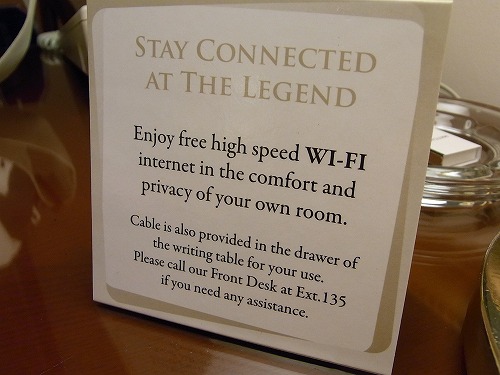 STAY CONNECTED
AT THE LEGEND
Enjoy free high speed WI-FI
internet in the comfort and
privacy of your own room.
Cable is also provided in the drawer of
the writing table for your use.
Please call our Front Desk at Ext.135
if you need any assistance.